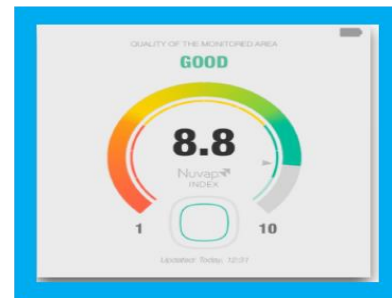 QUALITY OF THE MONITORED AREA
GOOD
8.8
Nuvap
INDEX
1
10
Updated: Today, 12:31